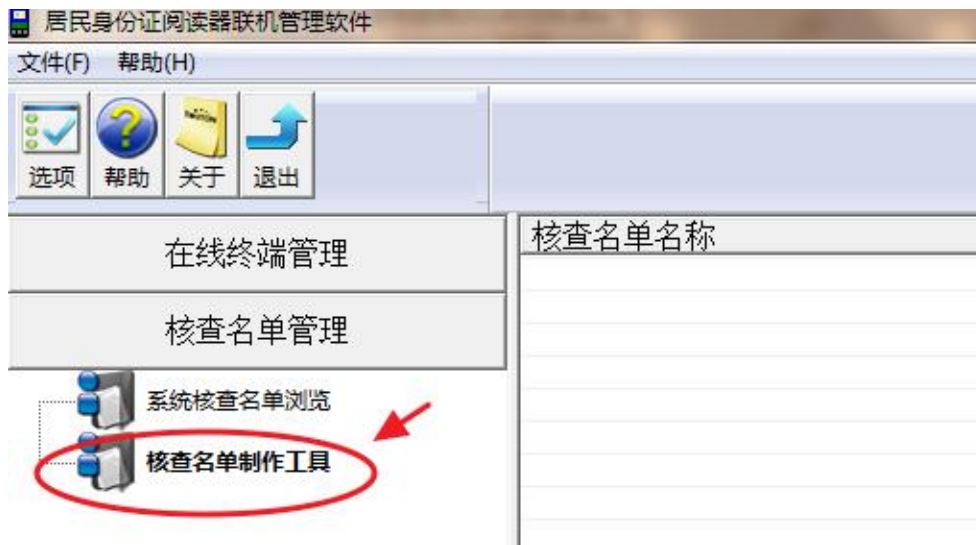 居民身份证阅读器联机管理软件
文件(F) 帮助(H)
选项 帮助 关于 退出
在线终端管理
核查名单名称
核查名单管理
系统核查名单浏览
核查名单制作工具